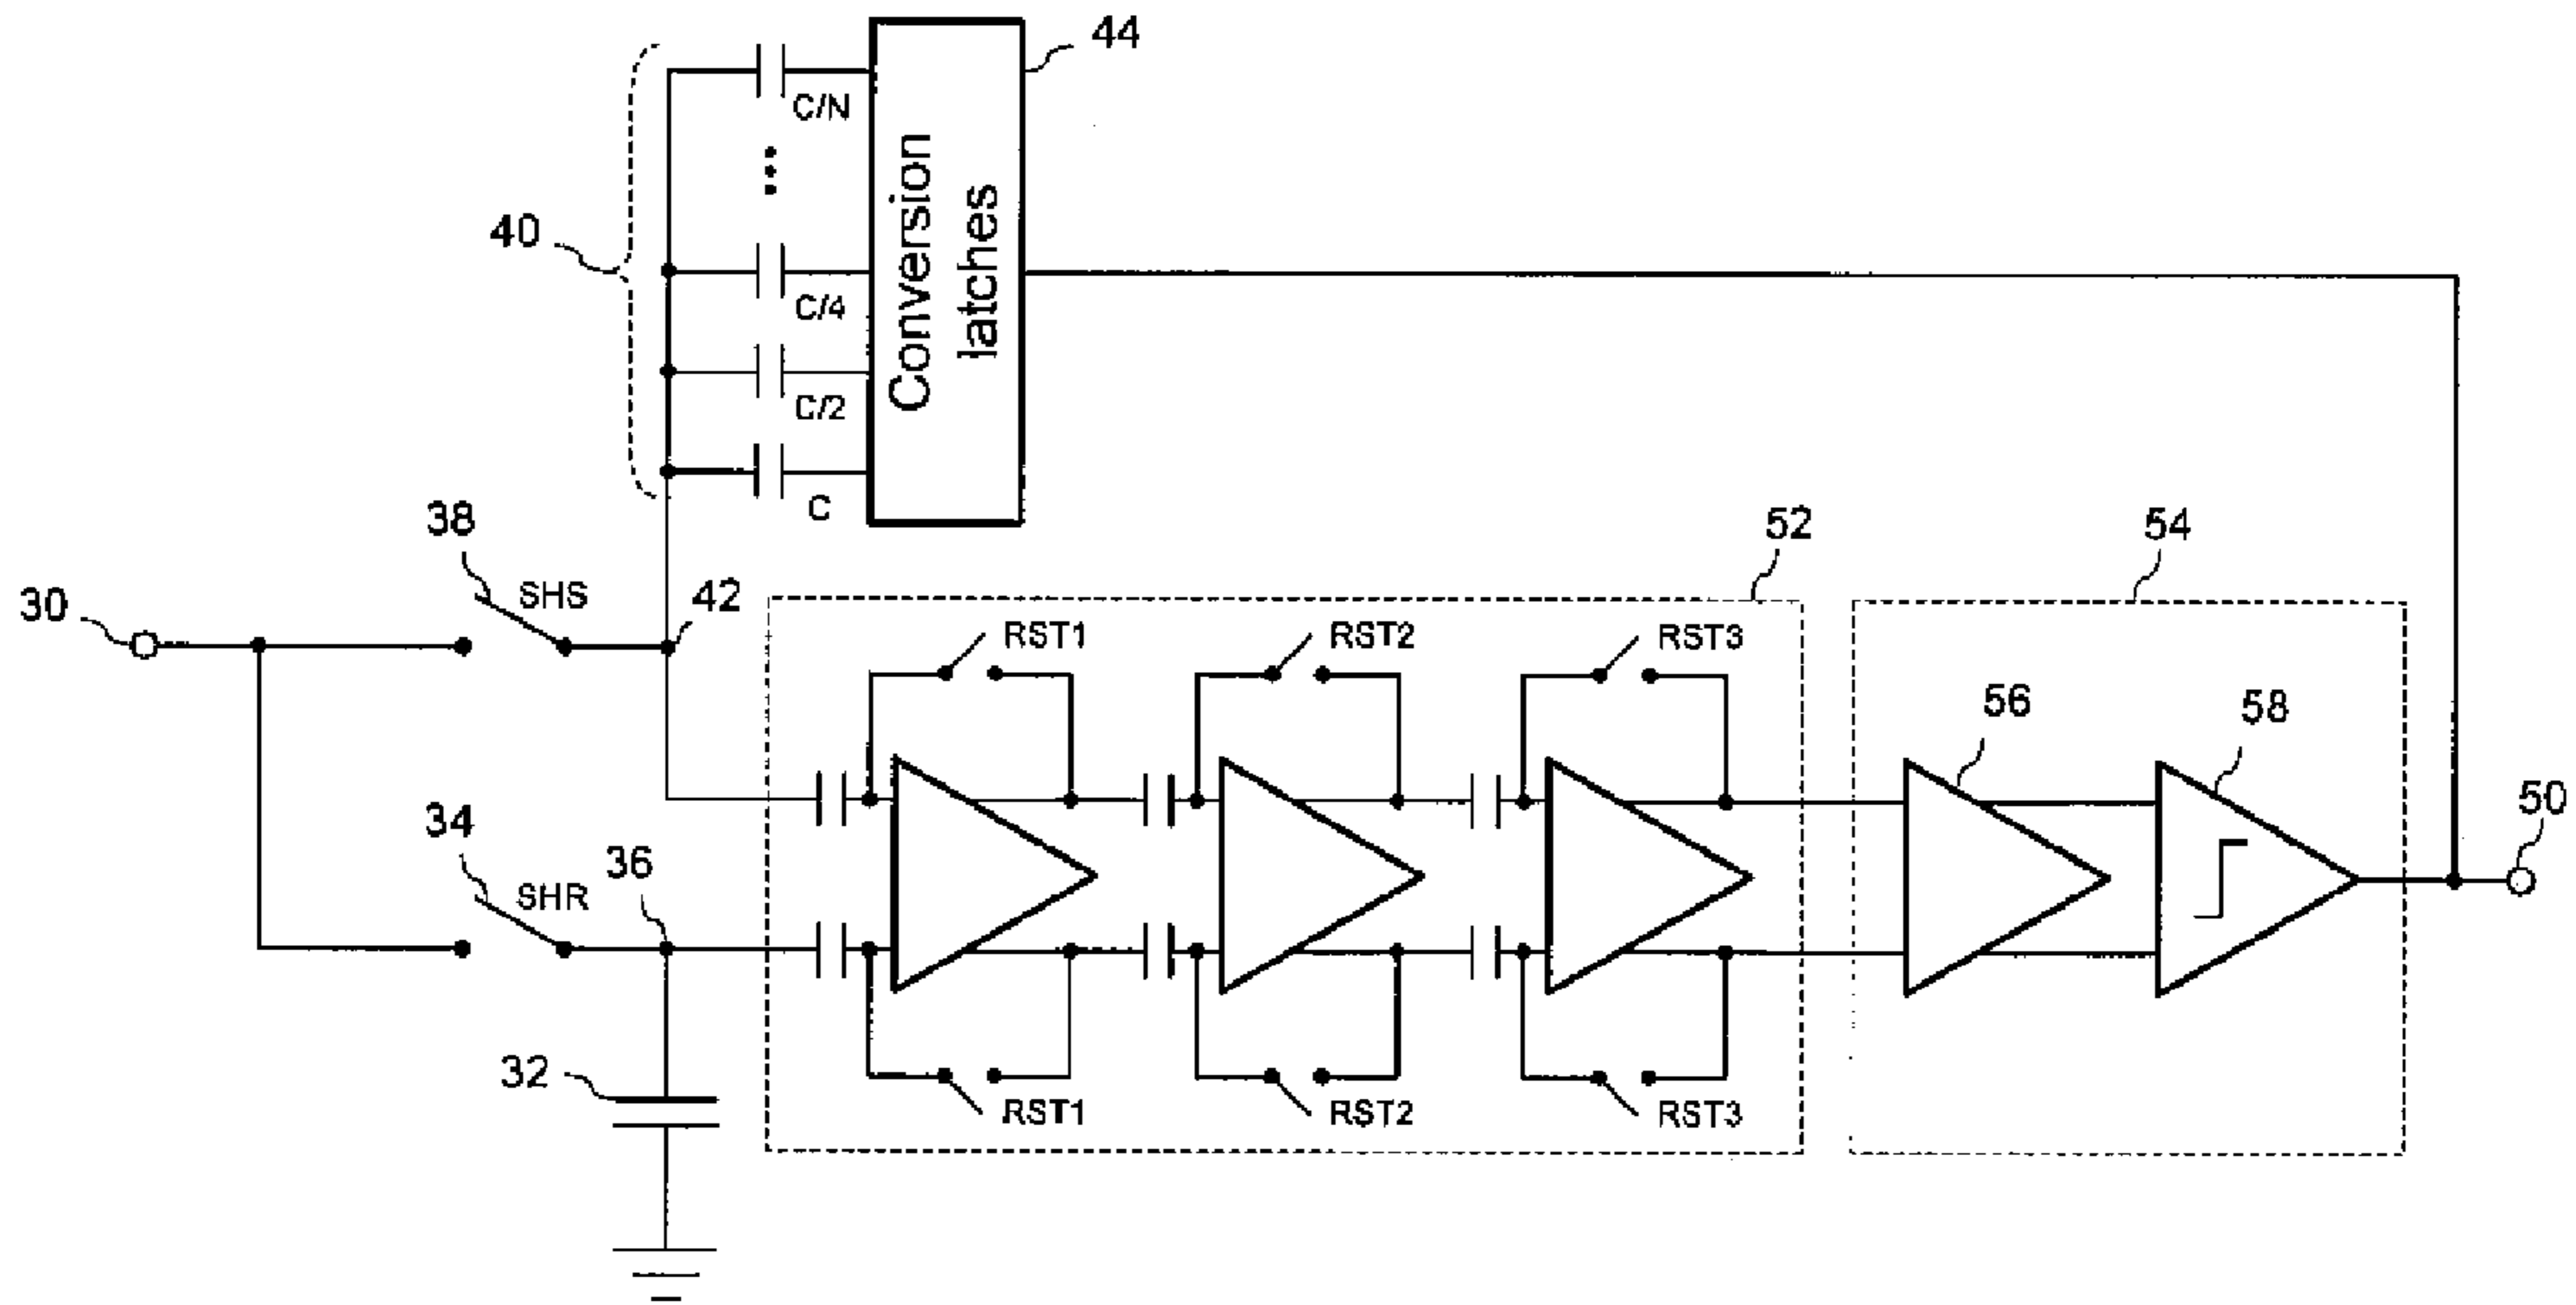 44
C/N
Conversion
latches
40
C/4
C/2
C
38
SHS
42
52
54
30
RST1
RST2
RST3
56
58
50
34
SHR
36
32
RST1
RST2
RST3